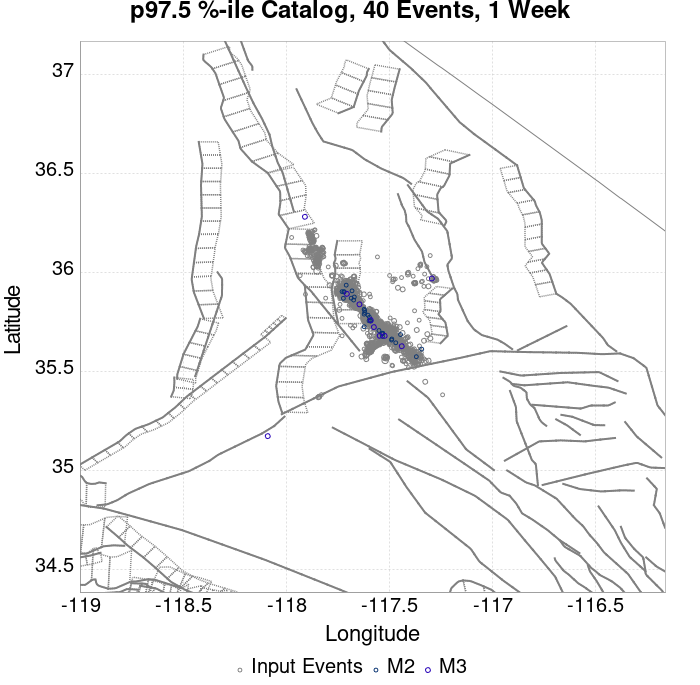 p97.5 %-ile Catalog, 40 Events, 1 Week
37
36.5
36
35.5
35
34.5
Latitude
-119 -118.5 -118 -117.5 -117 -116.5
Longitude
Input Events M2 M3